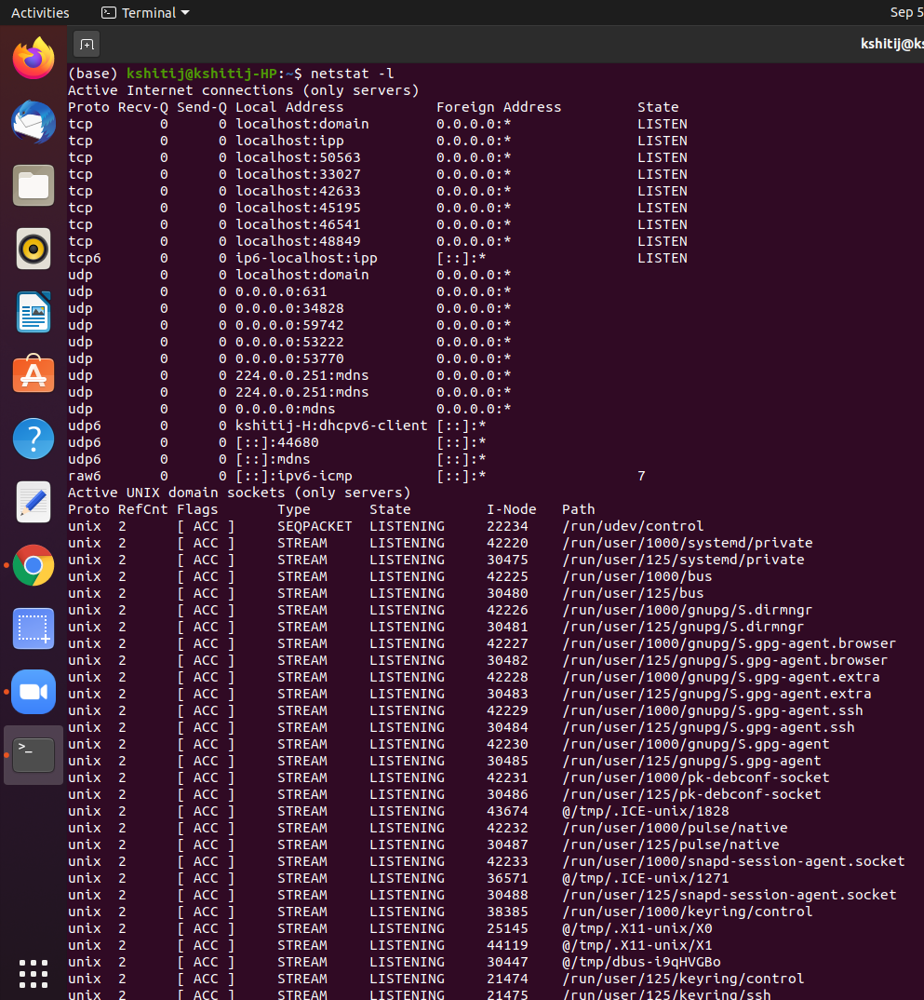 Activities Terminal Sep 5
kshitij@ks
(base) kshitij@kshitij-HP:~$ netstat -l
Active Internet connections (only servers)
Proto Recv-Q Send-Q Local Address Foreign Address State
tcp 0 0 localhost:domain 0.0.0.0:* LISTEN
tcp 0 0 localhost:ipp 0.0.0.0:* LISTEN
tcp 0 0 localhost:50563 0.0.0.0:* LISTEN
tcp 0 0 localhost:33027 0.0.0.0:* LISTEN
tcp 0 0 localhost:42633 0.0.0.0:* LISTEN
tcp 0 0 localhost:45195 0.0.0.0:* LISTEN
tcp 0 0 localhost:46541 0.0.0.0:* LISTEN
tcp 0 0 localhost:48849 0.0.0.0:* LISTEN
tcp6 0 0 ip6-localhost:ipp [::]:* LISTEN
udp 0 0 localhost:domain 0.0.0.0:*
udp 0 0 0.0.0.0:631 0.0.0.0:*
udp 0 0 0.0.0.0:34828 0.0.0.0:*
udp 0 0 0.0.0.0:59742 0.0.0.0:*
udp 0 0 0.0.0.0:53222 0.0.0.0:*
udp 0 0 0.0.0.0:53770 0.0.0.0:*
udp 0 0 224.0.0.251:mdns 0.0.0.0:*
udp 0 0 224.0.0.251:mdns 0.0.0.0:*
udp 0 0 0.0.0.0:mdns 0.0.0.0:*
udp6 0 0 kshitij-H:dhcpv6-client [::]:*
udp6 0 0 [::]:44680 [::]:*
udp6 0 0 [::]:mdns [::]:*
raw6 0 0 [::]:ipv6-icmp [::]:* 7
Active UNIX domain sockets (only servers)
Proto RefCnt Flags Type State I-Node Path
unix 2 [ ACC ] SEQPACKET LISTENING 22234 /run/udev/control
unix 2 [ ACC ] STREAM LISTENING 42220 /run/user/1000/systemd/private
unix 2 [ ACC ] STREAM LISTENING 30475 /run/user/125/systemd/private
unix 2 [ ACC ] STREAM LISTENING 42225 /run/user/1000/bus
unix 2 [ ACC ] STREAM LISTENING 30480 /run/user/125/bus
unix 2 [ ACC ] STREAM LISTENING 42226 /run/user/1000/gnupg/S.dirmngr
unix 2 [ ACC ] STREAM LISTENING 30481 /run/user/125/gnupg/S.dirmngr
unix 2 [ ACC ] STREAM LISTENING 42227 /run/user/1000/gnupg/S.gpg-agent.browser
unix 2 [ ACC ] STREAM LISTENING 30482 /run/user/125/gnupg/S.gpg-agent.browser
unix 2 [ ACC ] STREAM LISTENING 42228 /run/user/1000/gnupg/S.gpg-agent.extra
unix 2 [ ACC ] STREAM LISTENING 30483 /run/user/125/gnupg/S.gpg-agent.extra
unix 2 [ ACC ] STREAM LISTENING 42229 /run/user/1000/gnupg/S.gpg-agent.ssh
unix 2 [ ACC ] STREAM LISTENING 30484 /run/user/125/gnupg/S.gpg-agent.ssh
unix 2 [ ACC ] STREAM LISTENING 42230 /run/user/1000/gnupg/S.gpg-agent
unix 2 [ ACC ] STREAM LISTENING 30485 /run/user/125/gnupg/S.gpg-agent
unix 2 [ ACC ] STREAM LISTENING 42231 /run/user/1000/pk-debconf-socket
unix 2 [ ACC ] STREAM LISTENING 30486 /run/user/125/pk-debconf-socket
unix 2 [ ACC ] STREAM LISTENING 43674 @/tmp/.ICE-unix/1828
unix 2 [ ACC ] STREAM LISTENING 42232 /run/user/1000/pulse/native
unix 2 [ ACC ] STREAM LISTENING 30487 /run/user/125/pulse/native
unix 2 [ ACC ] STREAM LISTENING 42233 /run/user/1000/snapd-session-agent.socket
unix 2 [ ACC ] STREAM LISTENING 36571 @/tmp/.ICE-unix/1271
unix 2 [ ACC ] STREAM LISTENING 30488 /run/user/125/snapd-session-agent.socket
unix 2 [ ACC ] STREAM LISTENING 38385 /run/user/1000/keyring/control
unix 2 [ ACC ] STREAM LISTENING 25145 @/tmp/.X11-unix/X0
unix 2 [ ACC ] STREAM LISTENING 44119 @/tmp/.X11-unix/X1
unix 2 [ ACC ] STREAM LISTENING 30447 @/tmp/dbus-i9qHVGBo
unix 2 [ ACC ] STREAM LISTENING 21474 /run/user/125/keyring/control
unix 2 [ ACC ] STREAM LISTENING 21475 /run/user/125/keyring/ssh